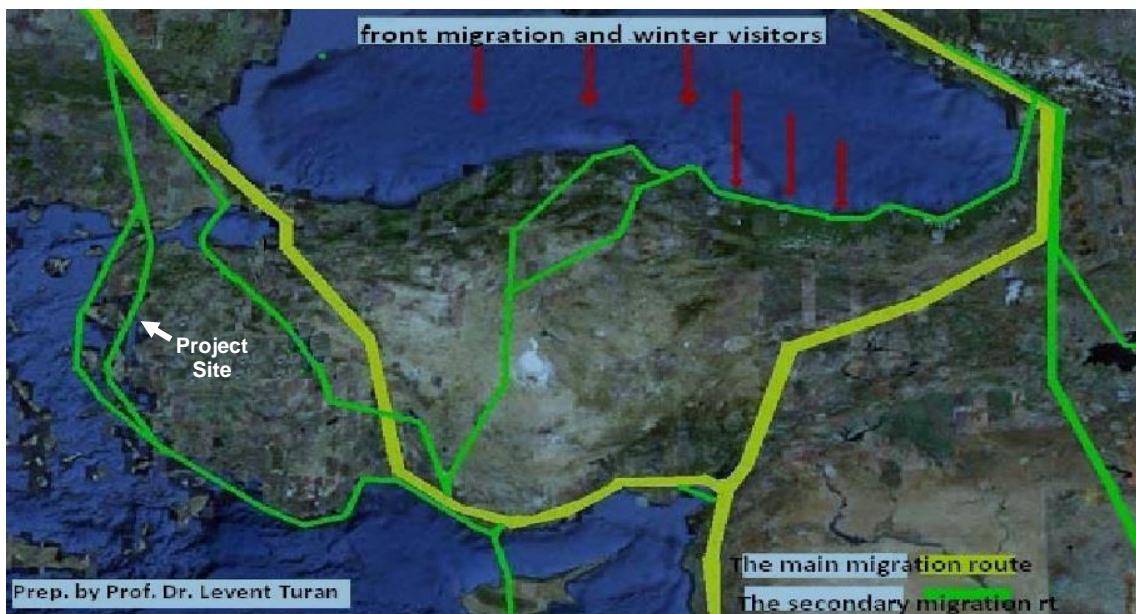 front migration and winter visitors
Project
Site
The main migration route
The secondary migration rt
Prep. by Prof. Dr. Levent Turan